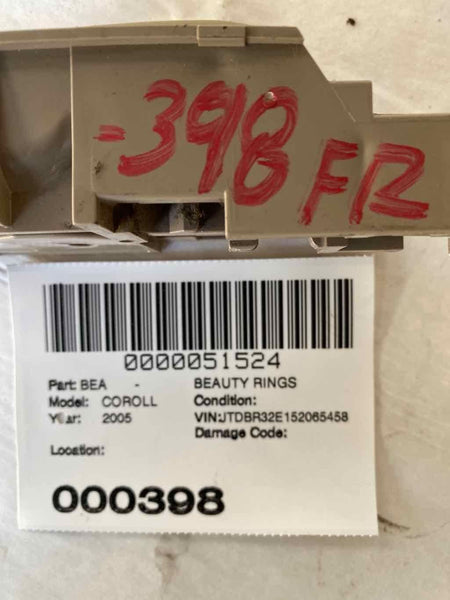 -398 FR
0000051524
Part: BEA - BEAUTY RINGS
Model: COROLL Condition:
Year: 2005 VIN:JTDBR32E152065458
Damage Code:
Location:
000398